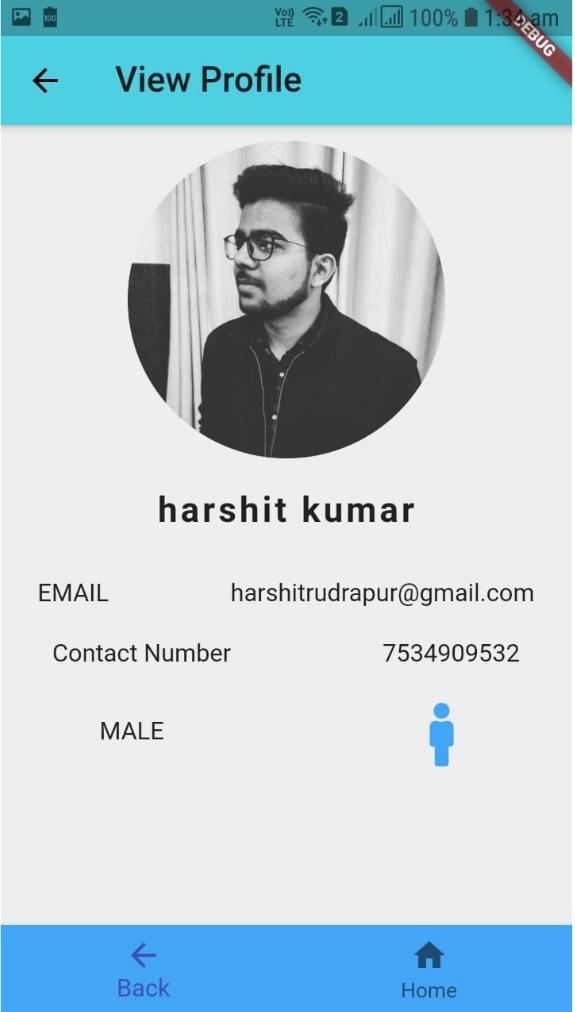 Vo)) LTE 2 100% 1:34 am
100
DEBUG
View Profile
harshit kumar
EMAIL harshitrudrapur@gmail.com
Contact Number 7534909532
MALE
Back Home